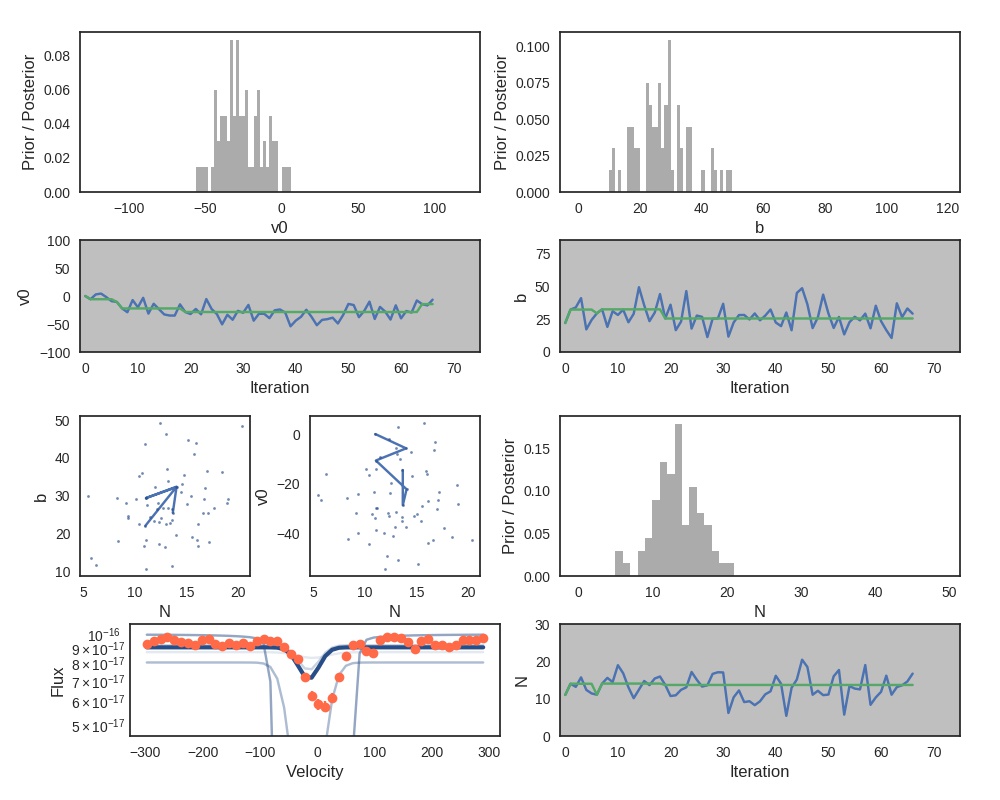 Prior / Posterior
0.08
0.06
0.04
0.02
0.00
−100 −50 0 50 100
v0
Prior / Posterior
0.100
0.075
0.050
0.025
0.000
0 20 40 60 80 100 120
b
v0
100
50
0
−50
−100
0 10 20 30 40 50 60 70
Iteration
b
75
50
25
0
0 10 20 30 40 50 60 70
Iteration
b
50
40
30
20
10
5 10 15 20
N
v0
0
−20
−40
5 10 15 20
N
Prior / Posterior
0.15
0.10
0.05
0.00
0 10 20 30 40 50
N
Flux
10−16
9 × 10−17
8 × 10−17
7 × 10−17
6 × 10−17
5 × 10−17
−300 −200 −100 0 100 200 300
Velocity
N
30
20
10
0
0 10 20 30 40 50 60 70
Iteration